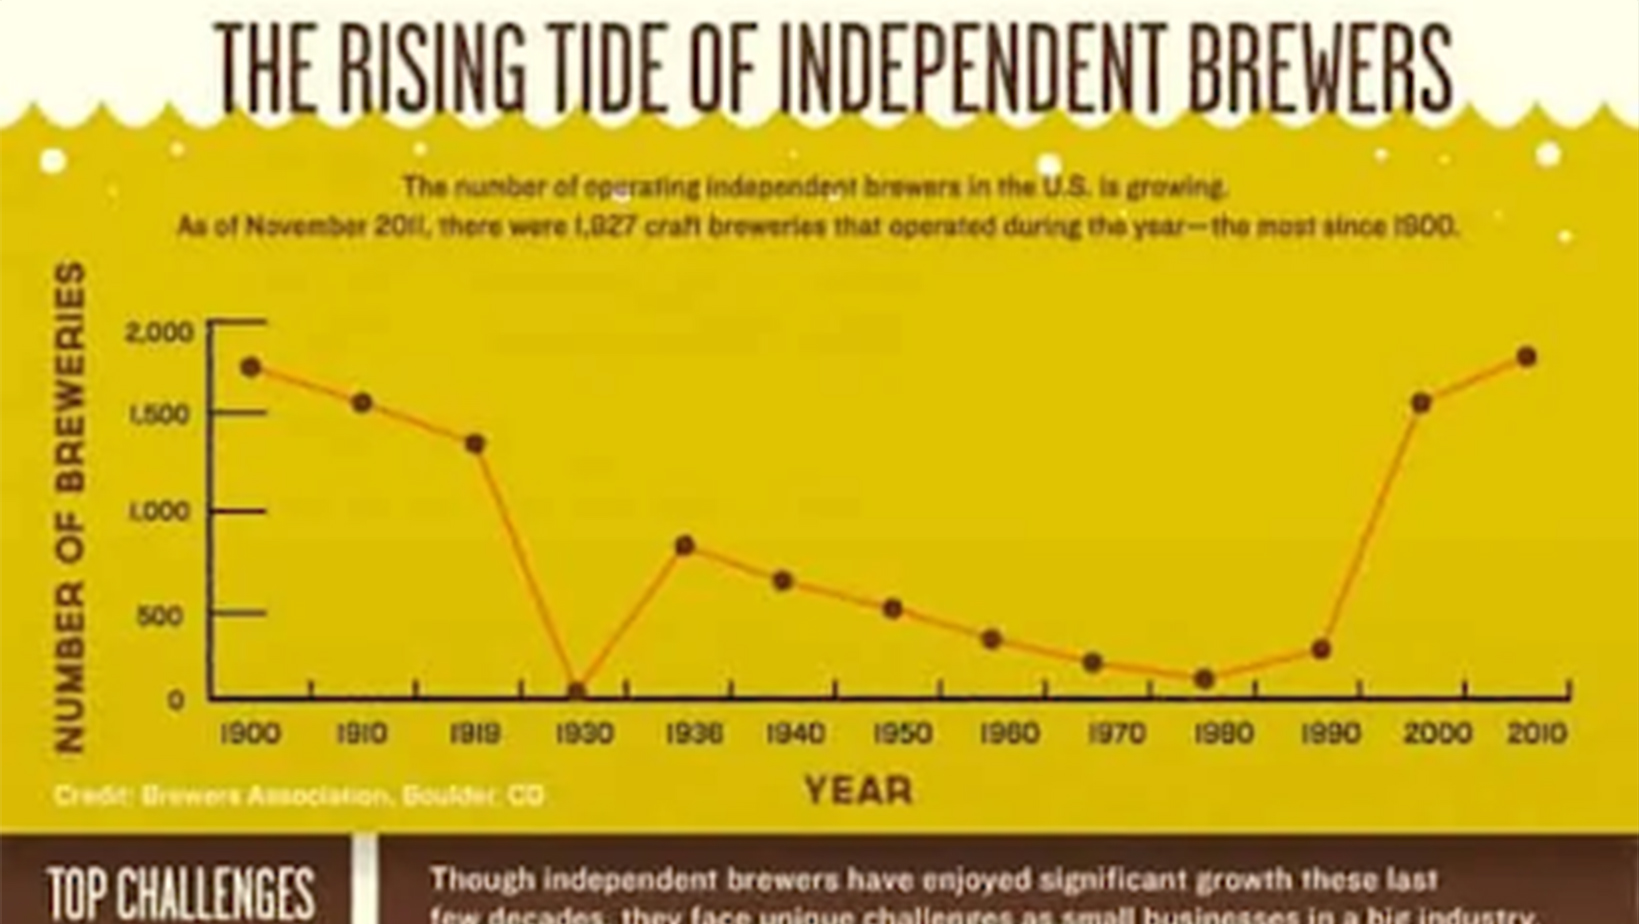 THE RISING TIDE OF INDEPENDENT BREWERS
The number of operating independent brewers in the U.S. is growing.
As of November 2011, there were 1,927 craft breweries that operated during the year—the most since 1900.
NUMBER OF BREWERIES
2,000
1,500
1,000
500
0
1900 1910 1919 1930 1936 1940 1950 1960 1970 1980 1990 2000 2010
YEAR
Credit: Brewers Association, Boulder, CO
TOP CHALLENGES
Though independent brewers have enjoyed significant growth these last
few decades, they face unique challenges as small businesses in a big industry.